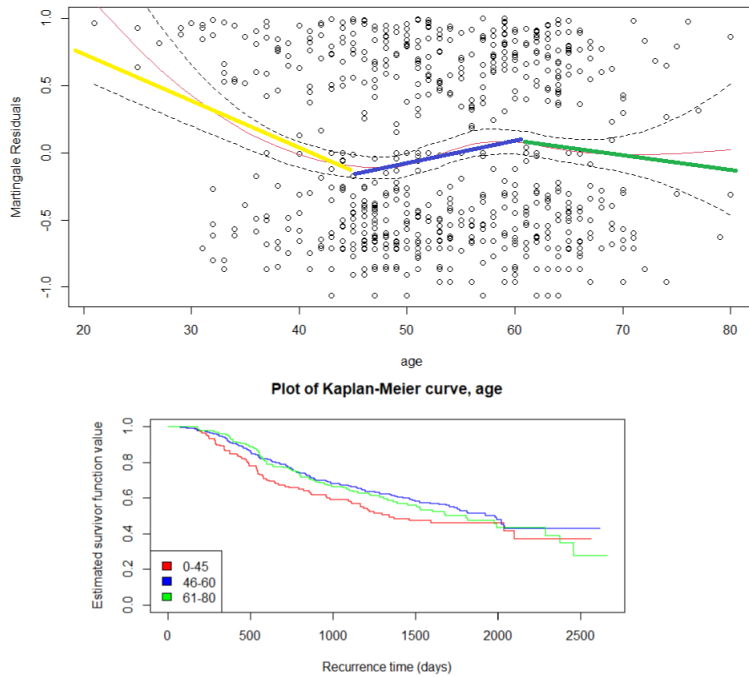 1.0
0.5
0.0
-0.5
-1.0
Martingale Residuals
20 30 40 50 60 70 80
age
Plot of Kaplan-Meier curve, age
1.0
0.8
0.6
0.4
0.2
0.0
Estimated survivor function value
0-45
46-60
61-80
0 500 1000 1500 2000 2500
Recurrence time (days)